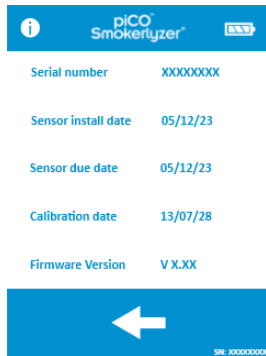 i
piCO™
Smokerlyzer®
Serial number XXXXXXXX
Sensor install date 05/12/23
Sensor due date 05/12/23
Calibration date 13/07/28
Firmware Version V X.XX
SN: XXXXXXXX